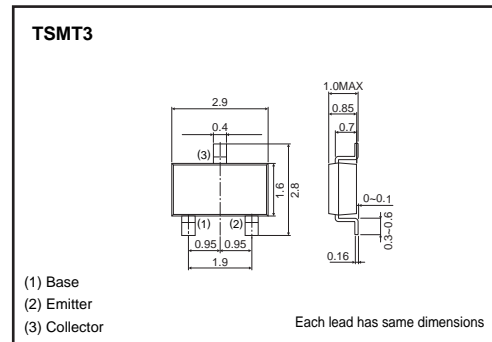 TSMT3
1.0MAX
2.9
0.85
0.4
0.7
(3)
1.6
2.8
0~0.1
(1)
(2)
0.3~0.6
0.95
0.95
0.16
1.9
(1) Base
(2) Emitter
(3) Collector
Each lead has same dimensions